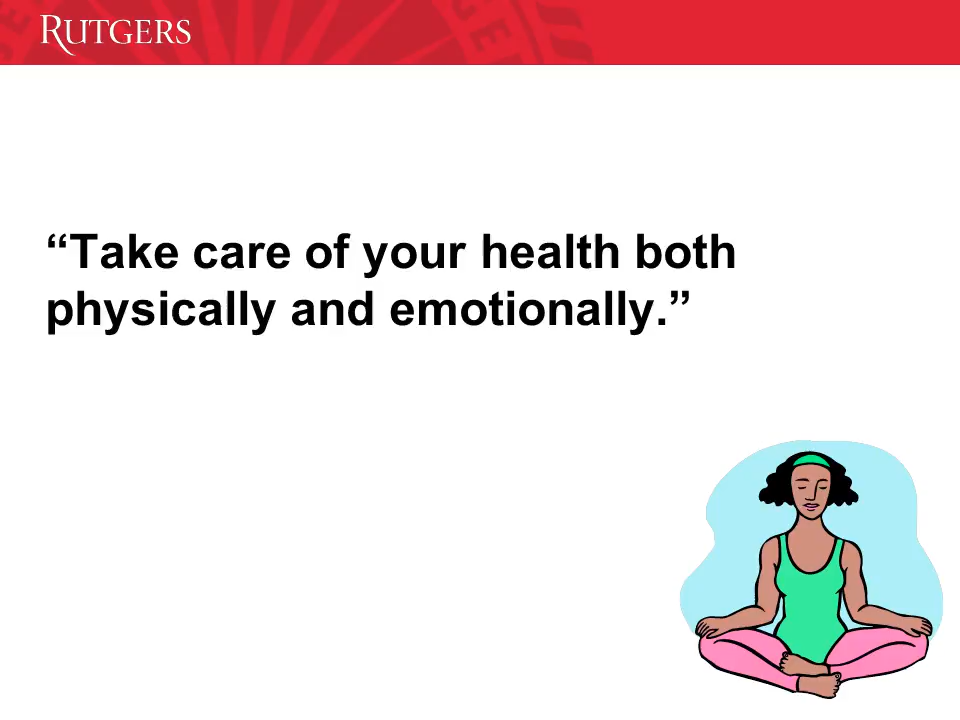 RUTGERS
“Take care of your health both
physically and emotionally.”